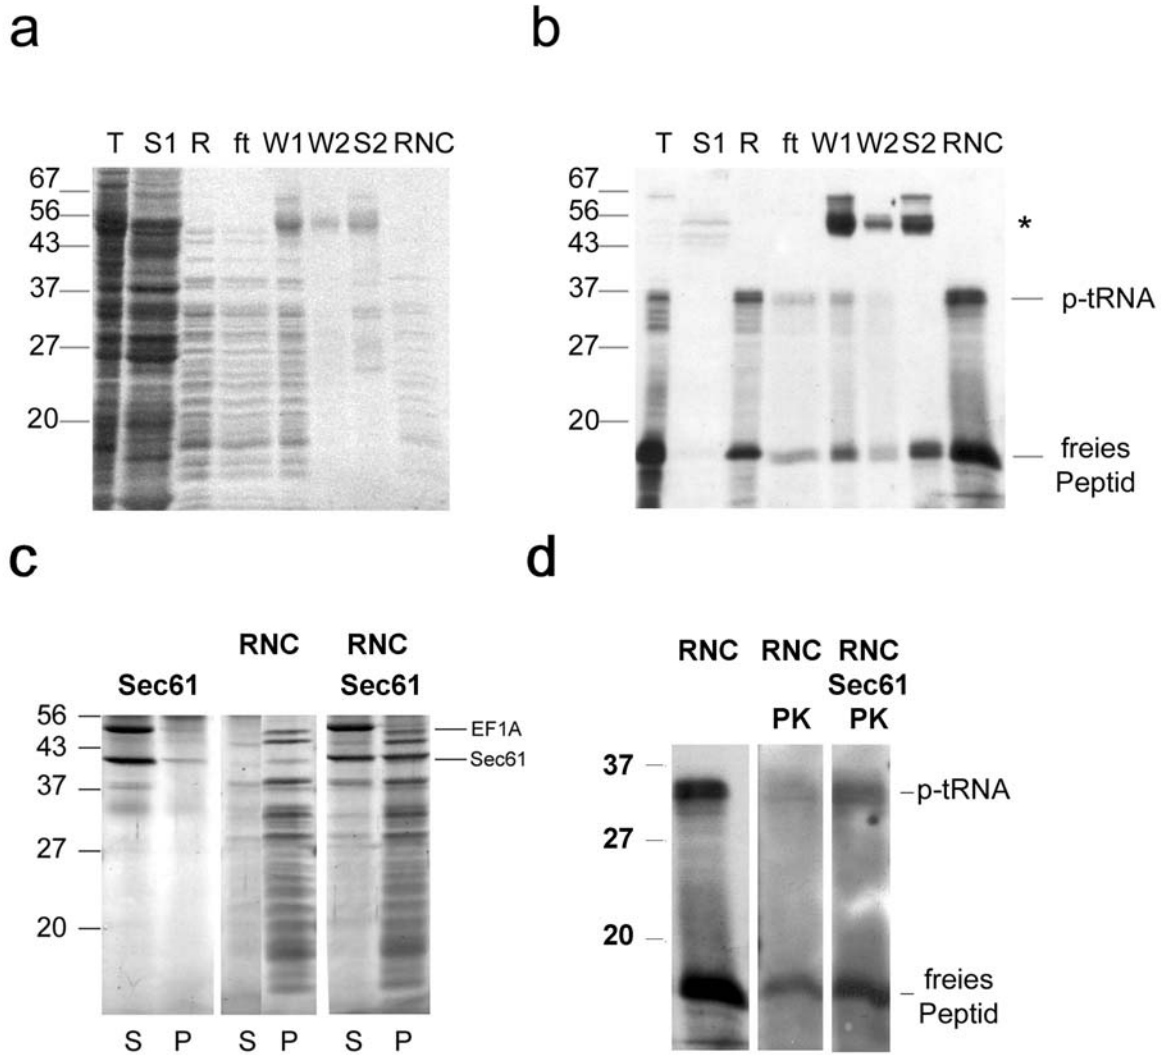 a
b
T S1 R ft W1 W2 S2 RNC
67
56
43
37
27
20
T S1 R ft W1 W2 S2 RNC
67
56
43
37
27
20
*
p-tRNA
freies
Peptid
c
d
Sec61
RNC
RNC
Sec61
56
43
37
27
20
EF1A
Sec61
S P S P S P
RNC
RNC
PK
RNC
Sec61
PK
37
27
20
p-tRNA
freies
Peptid